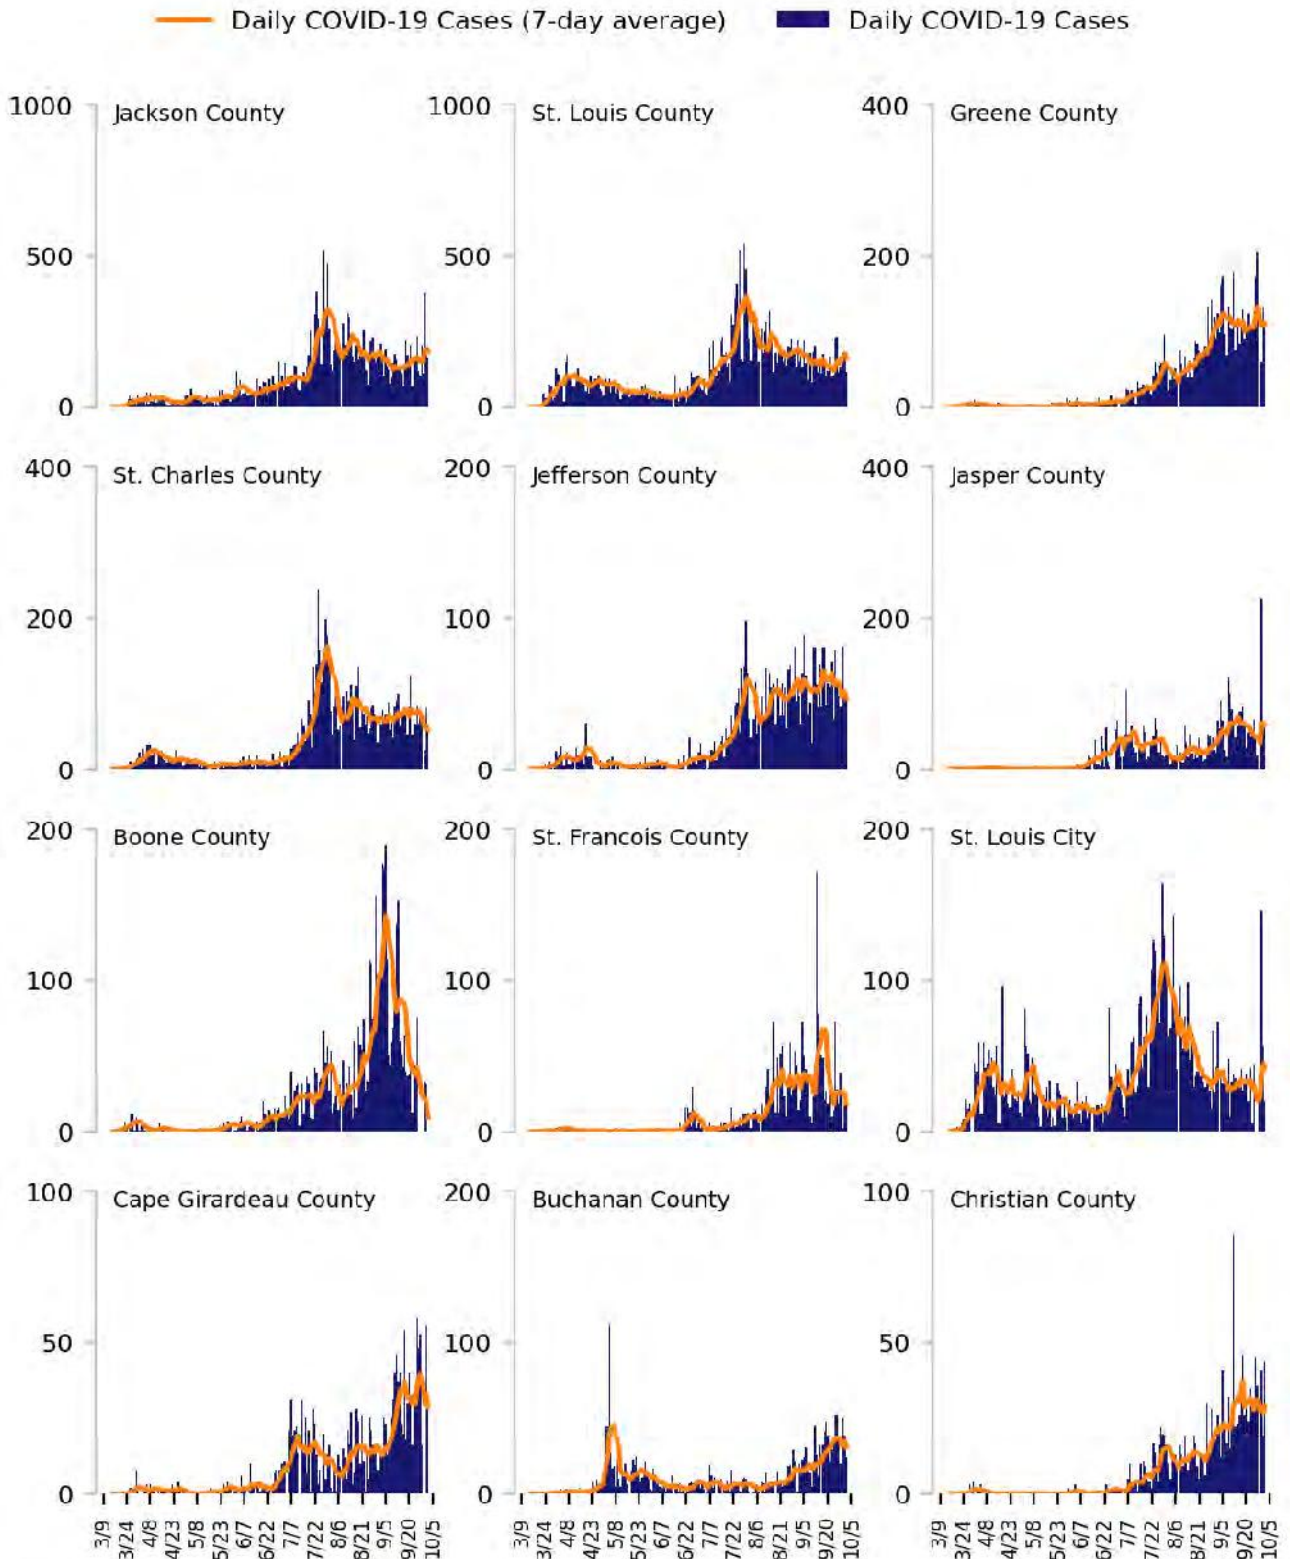 Daily COVID-19 Cases (7-day average) Daily COVID-19 Cases
1000 Jackson County 1000 St. Louis County 400 Greene County
500 500 200
0 0 0
400 St. Charles County 200 Jefferson County 400 Jasper County
200 100 200
0 0 0
200 Boone County 200 St. Francois County 200 St. Louis City
100 100 100
0 0 0
100 Cape Girardeau County 200 Buchanan County 100 Christian County
50 100 50
0 0 0
3/9 3/24 4/8 4/23 5/8 5/23 6/7 6/22 7/7 7/22 8/6 8/21 9/5 9/20 10/5 3/9 3/24 4/8 4/23 5/8 5/23 6/7 6/22 7/7 7/22 8/6 8/21 9/5 9/20 10/5 3/9 3/24 4/8 4/23 5/8 5/23 6/7 6/22 7/7 7/22 8/6 8/21 9/5 9/20 10/5